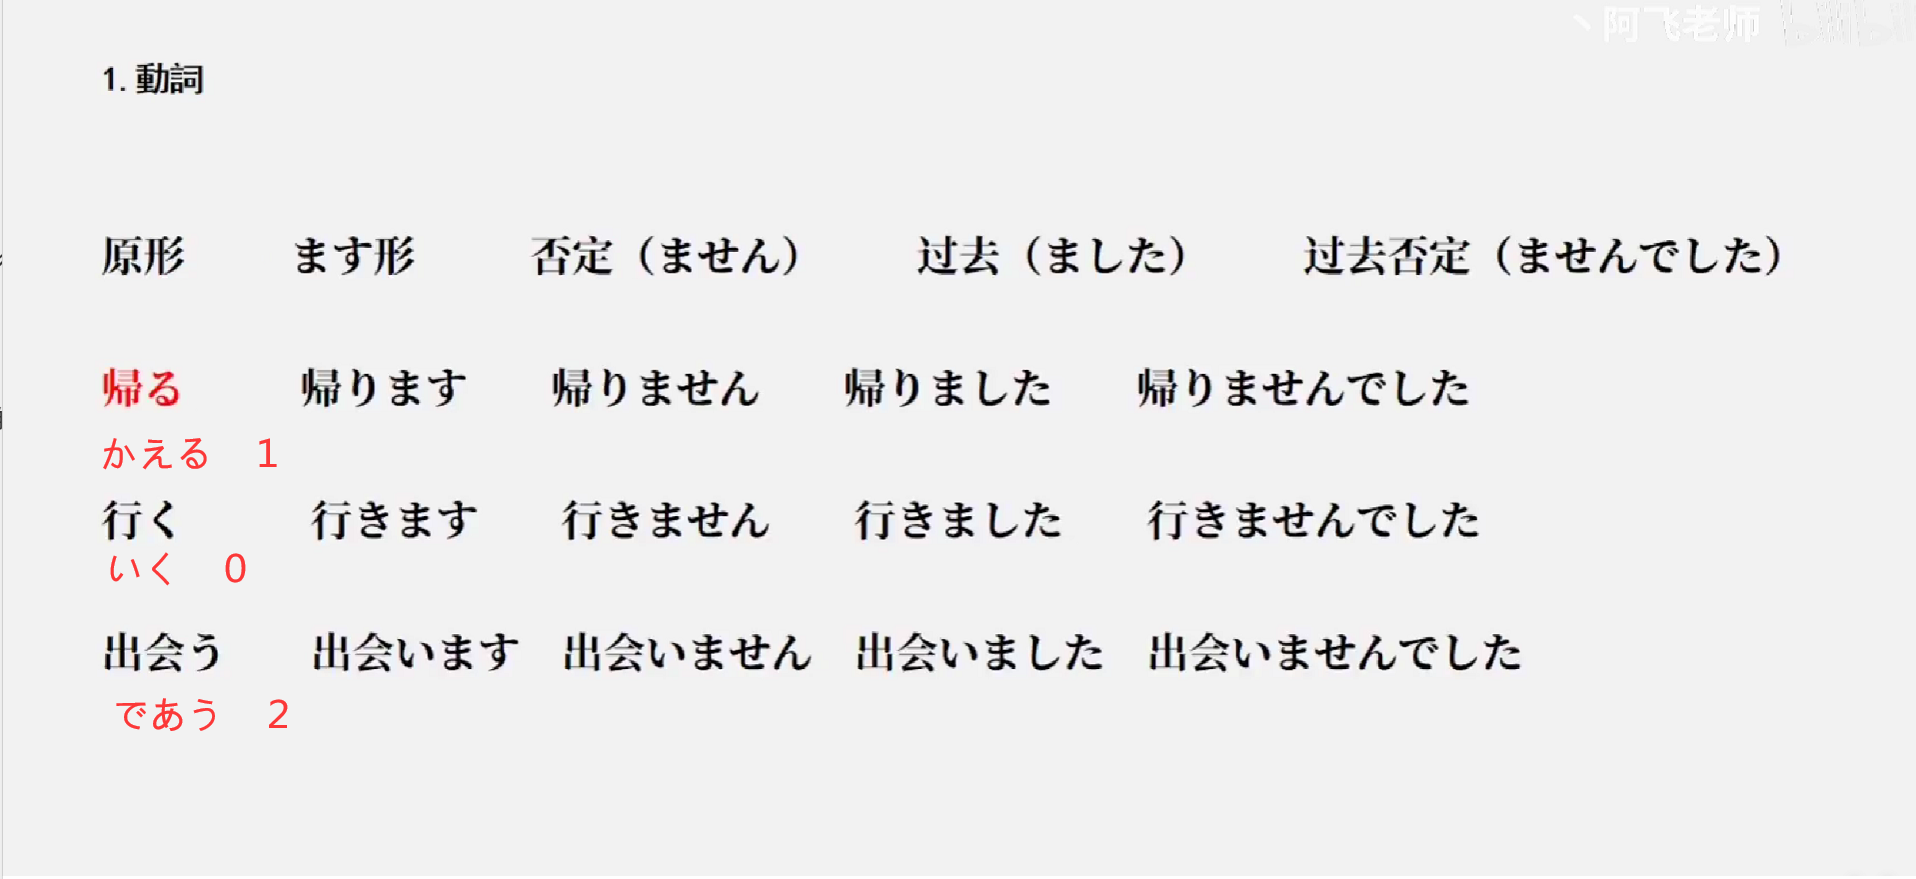 丶阿飞老师 bilibili
1. 動詞
原形 ます形 否定（ません） 过去（ました） 过去否定（ませんでした）
帰る 帰ります 帰りません 帰りました 帰りませんでした
かえる 1
行く 行きます 行きません 行きました 行きませんでした
いく 0
出会う 出会います 出会いません 出会いました 出会いませんでした
であう 2